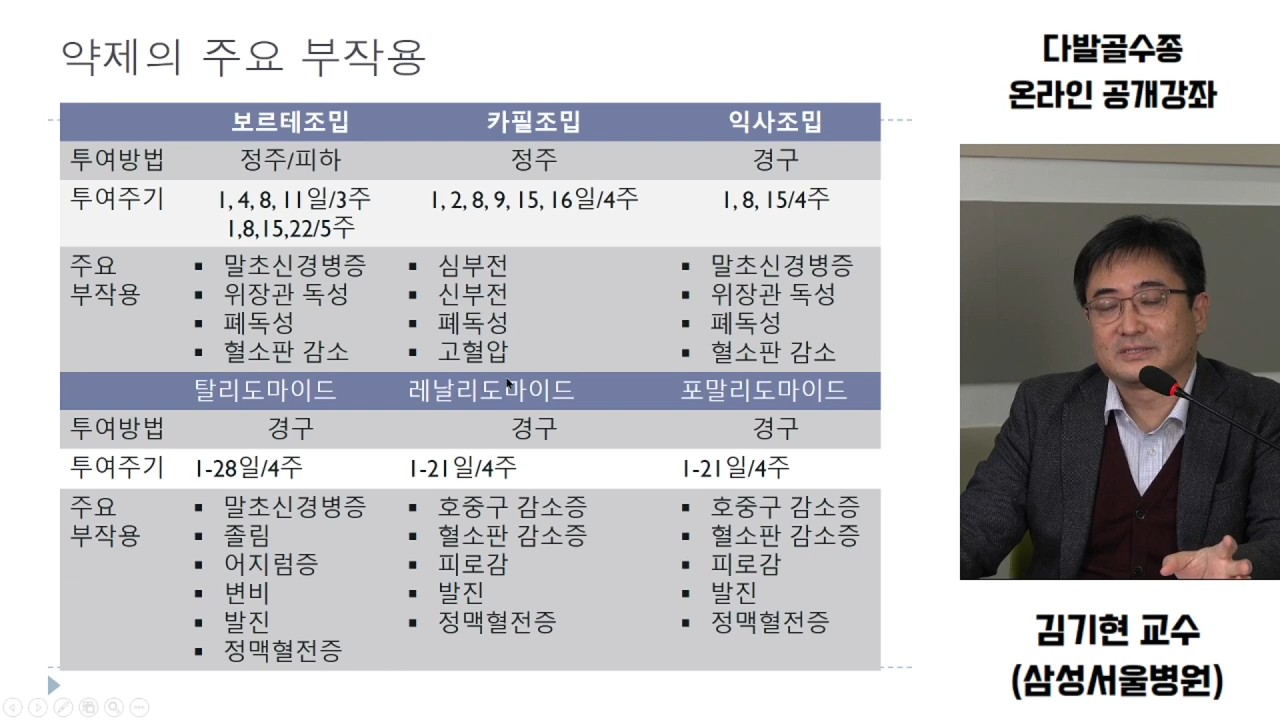 약제의 주요 부작용
보르테조밉 카필조밉 익사조밉
투여방법 정주/피하 정주 경구
투여주기 1, 4, 8, 11일/3주 1, 2, 8, 9, 15, 16일/4주 1, 8, 15/4주
1,8,15,22/5주
주요 ▪ 말초신경병증 ▪ 심부전 ▪ 말초신경병증
부작용 ▪ 위장관 독성 ▪ 신부전 ▪ 위장관 독성
▪ 폐독성 ▪ 폐독성 ▪ 폐독성
▪ 혈소판 감소 ▪ 고혈압 ▪ 혈소판 감소
탈리도마이드 레날리도마이드 포말리도마이드
투여방법 경구 경구 경구
투여주기 1-28일/4주 1-21일/4주 1-21일/4주
주요 ▪ 말초신경병증 ▪ 호중구 감소증 ▪ 호중구 감소증
부작용 ▪ 졸림 ▪ 혈소판 감소증 ▪ 혈소판 감소증
▪ 어지럼증 ▪ 피로감 ▪ 피로감
▪ 변비 ▪ 발진 ▪ 발진
▪ 발진 ▪ 정맥혈전증 ▪ 정맥혈전증
▪ 정맥혈전증
다발골수종
온라인 공개강좌
김기현 교수
(삼성서울병원)